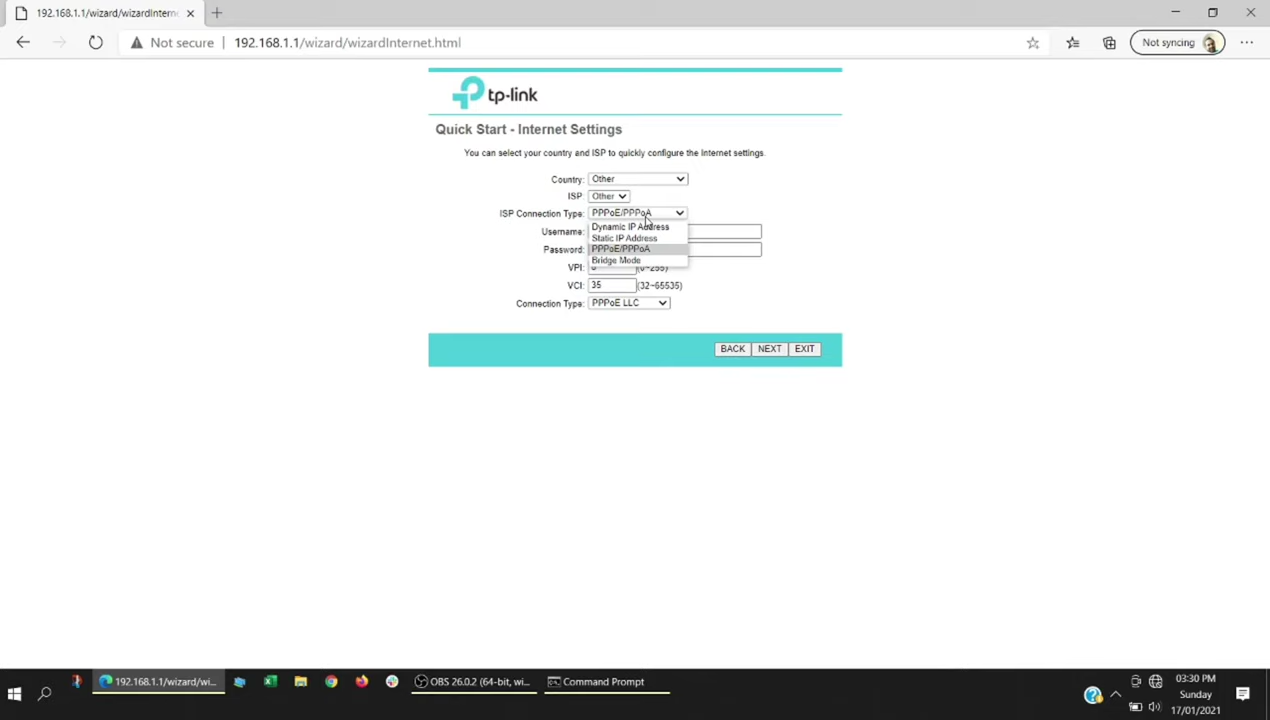 192.168.1.1/wizard/wizardIntern
Not secure
192.168.1.1/wizard/wizardInternet.html
Not syncing
tp-link
Quick Start - Internet Settings
You can select your country and ISP to quickly configure the Internet settings.
Country: Other
ISP: Other
ISP Connection Type: PPPoE/PPPoA
Dynamic IP Address
Username:
Static IP Address
Password:
PPPoE/PPPoA
Bridge Mode
VPI: (0~255)
VCI: 35 (32~65535)
Connection Type: PPPoE LLC
BACK NEXT EXIT
192.168.1.1/wizard/wi...
OBS 26.0.2 (64-bit, wi...
Command Prompt
03:30 PM
Sunday
17/01/2021